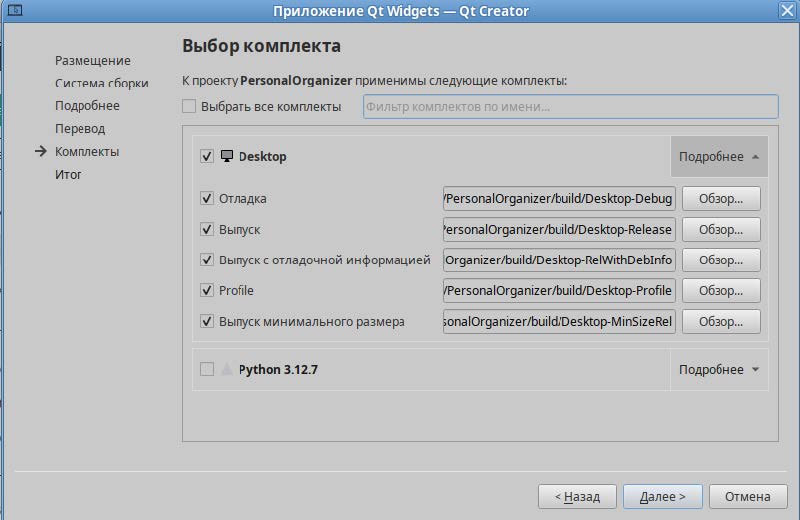 Приложение Qt Widgets — Qt Creator
Размещение
Система сборки
Подробнее
Перевод
Комплекты
Итог
Выбор комплекта
К проекту PersonalOrganizer применимы следующие комплекты:
Выбрать все комплекты
Фильтр комплектов по имени...
Desktop
Подробнее
Отладка /PersonalOrganizer/build/Desktop-Debug Обзор...
Выпуск PersonalOrganizer/build/Desktop-Release Обзор...
Выпуск с отладочной информацией lOrganizer/build/Desktop-RelWithDebInfo Обзор...
Profile /PersonalOrganizer/build/Desktop-Profile Обзор...
Выпуск минимального размера sonalOrganizer/build/Desktop-MinSizeRel Обзор...
Python 3.12.7
Подробнее
< Назад
Далее >
Отмена